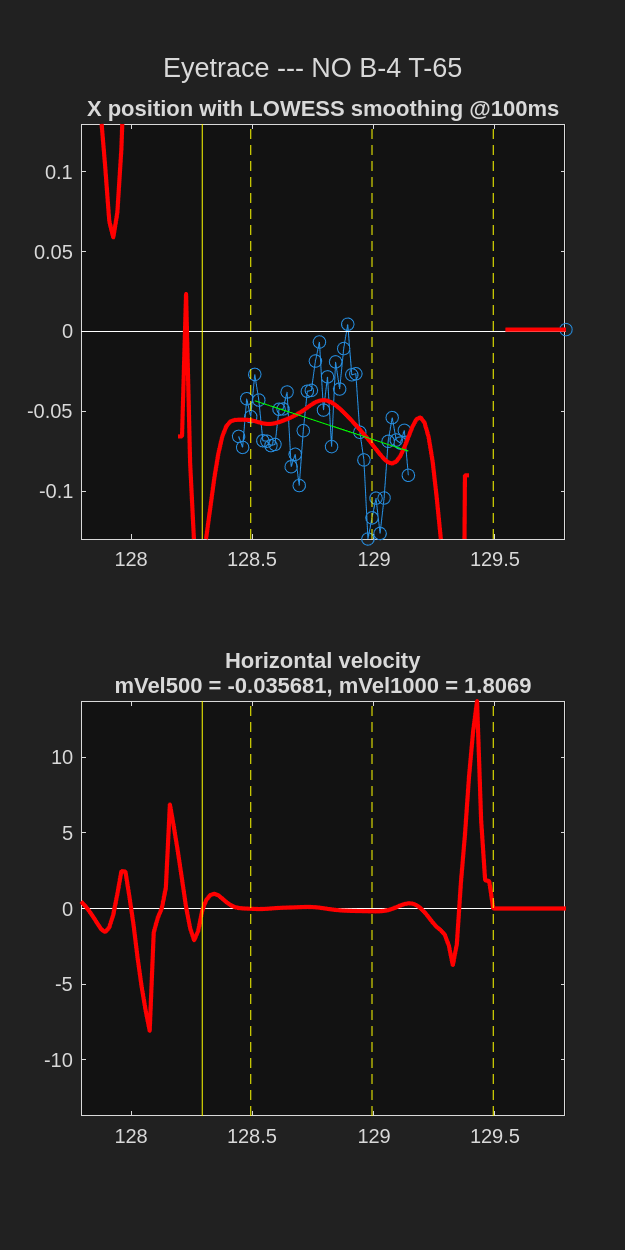 Eyetrace --- NO B-4 T-65
X position with LOWESS smoothing @100ms
0.1
0.05
0
-0.05
-0.1
128 128.5 129 129.5
Horizontal velocity
mVel500 = -0.035681, mVel1000 = 1.8069
10
5
0
-5
-10
128 128.5 129 129.5